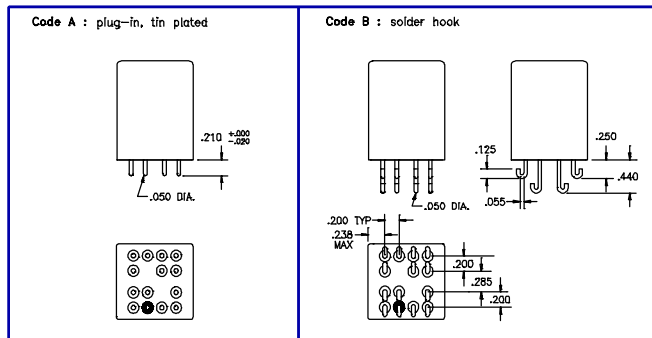 Code A : plug-in, tin plated
.210 +.000 -.020
.050 DIA.
Code B : solder hook
.125
.250
.440
.055
.050 DIA.
.200 TYP
.238
MAX
.200
.285
.200